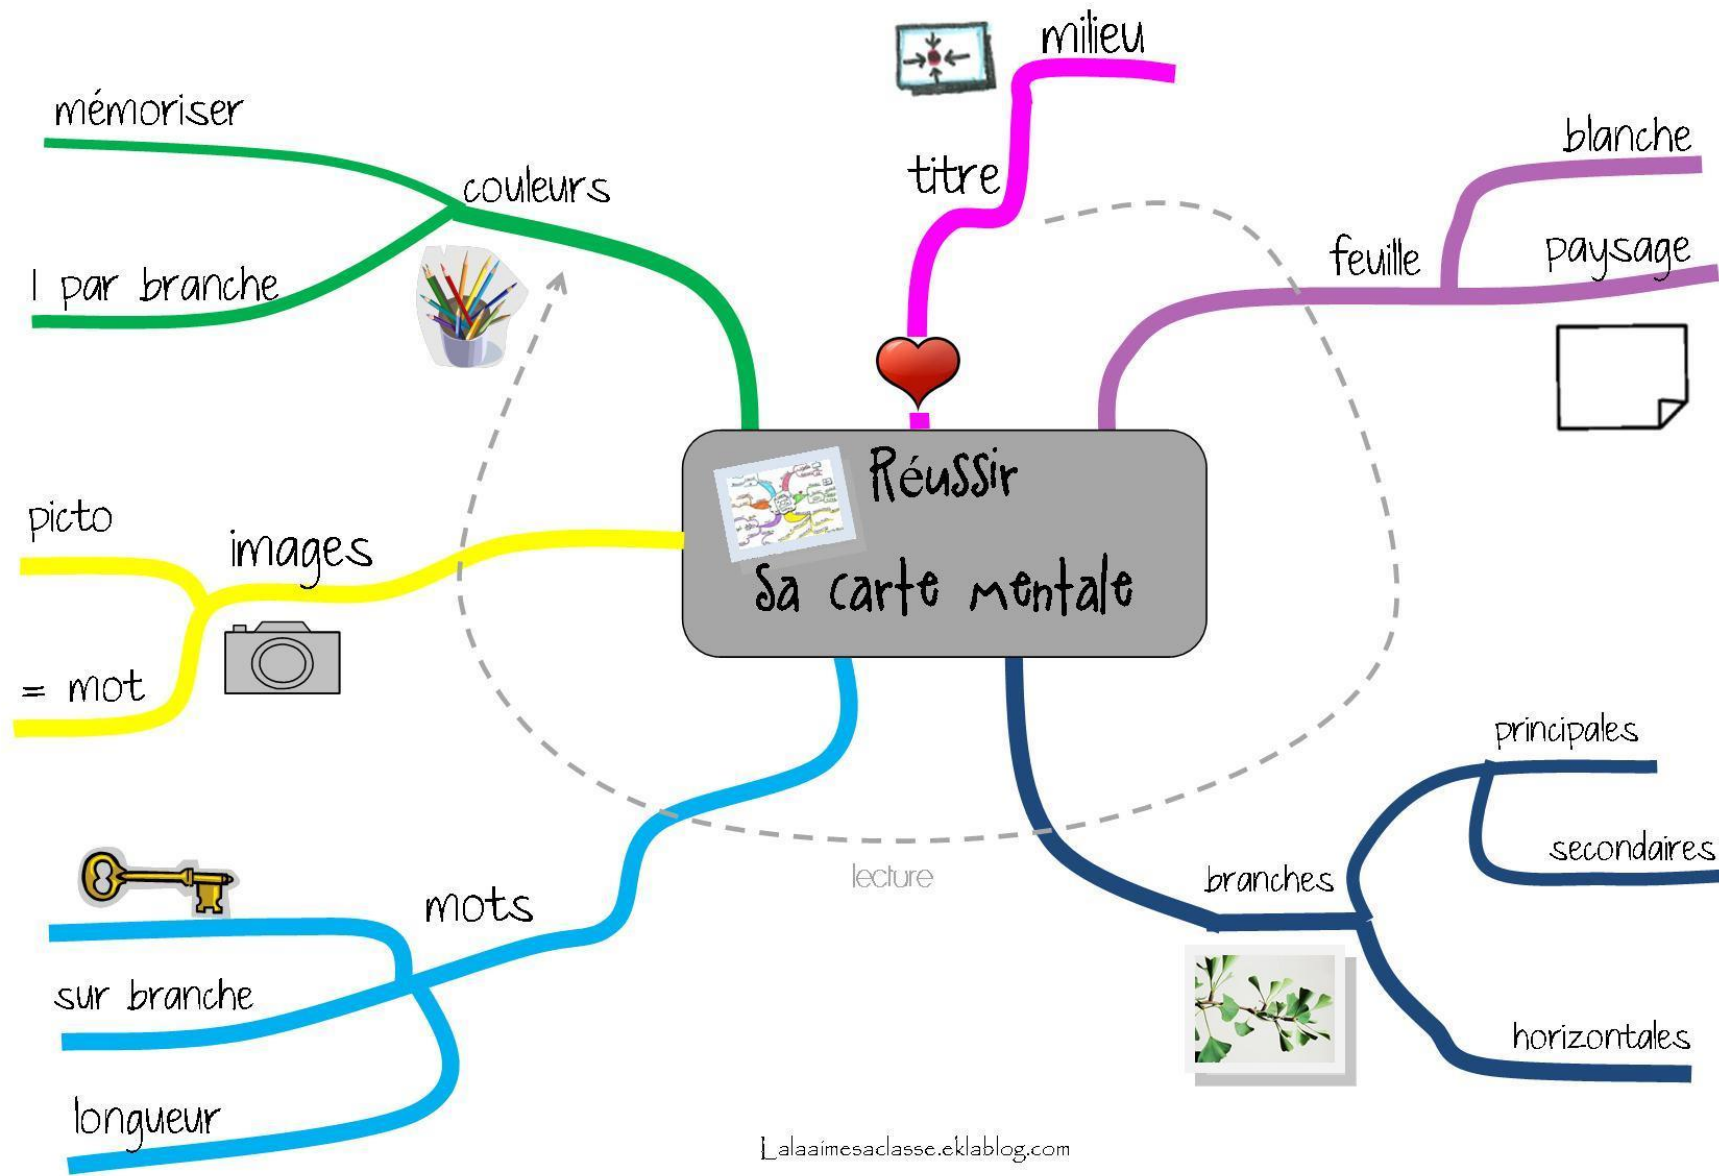 Réussir
Sa carte mentale
titre
milieu
feuille
blanche
paysage
branches
principales
secondaires
horizontales
mots
sur branche
longueur
images
picto
= mot
couleurs
mémoriser
1 par branche
lecture
Lalaaimesaclasse.eklablog.com